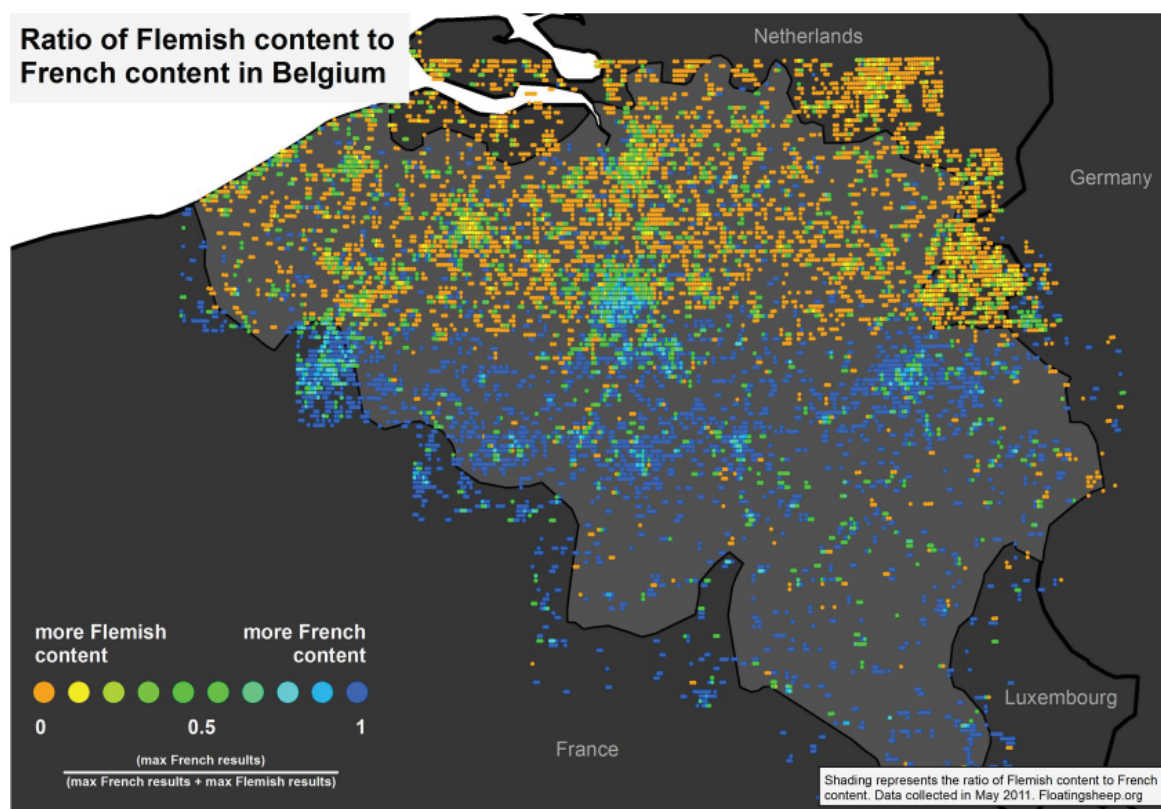 Ratio of Flemish content to
French content in Belgium
Netherlands
Germany
more Flemish
content
more French
content
0
0.5
1
(max French results)
(max French results + max Flemish results)
France
Luxembourg
Shading represents the ratio of Flemish content to French
content. Data collected in May 2011. Floatingsheep.org